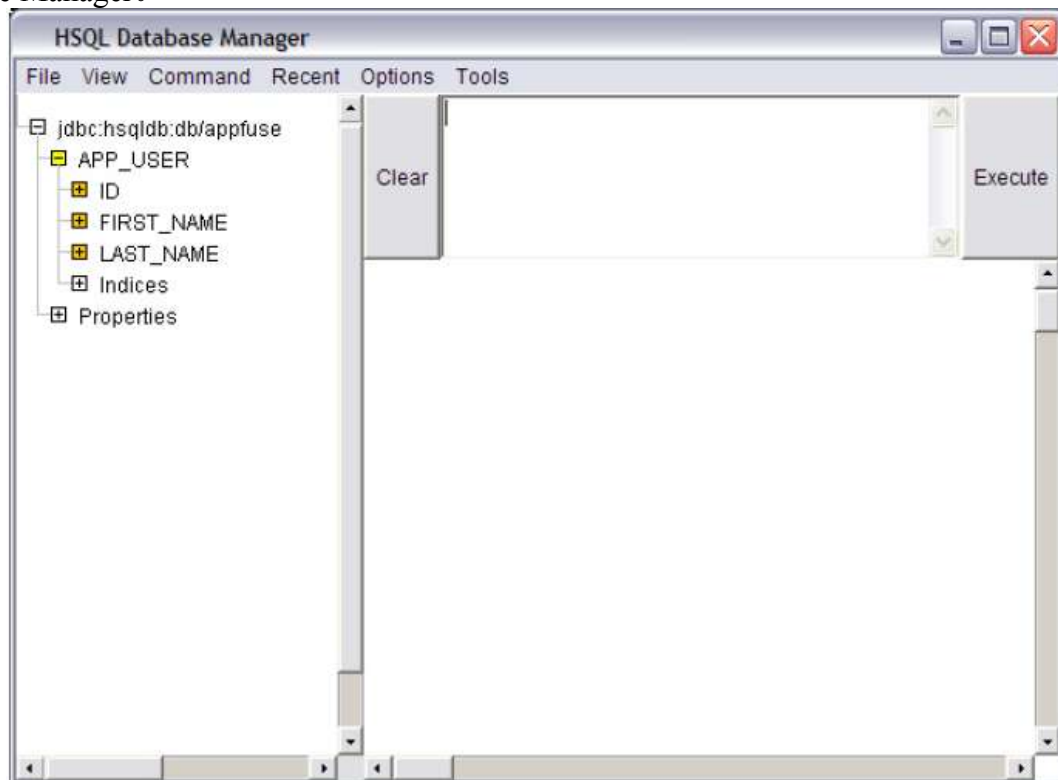 HSQL Database Manager
File View Command Recent Options Tools
jdbc:hsqldb:db/appfuse
APP_USER
ID
FIRST_NAME
LAST_NAME
Indices
Properties
Clear
Execute